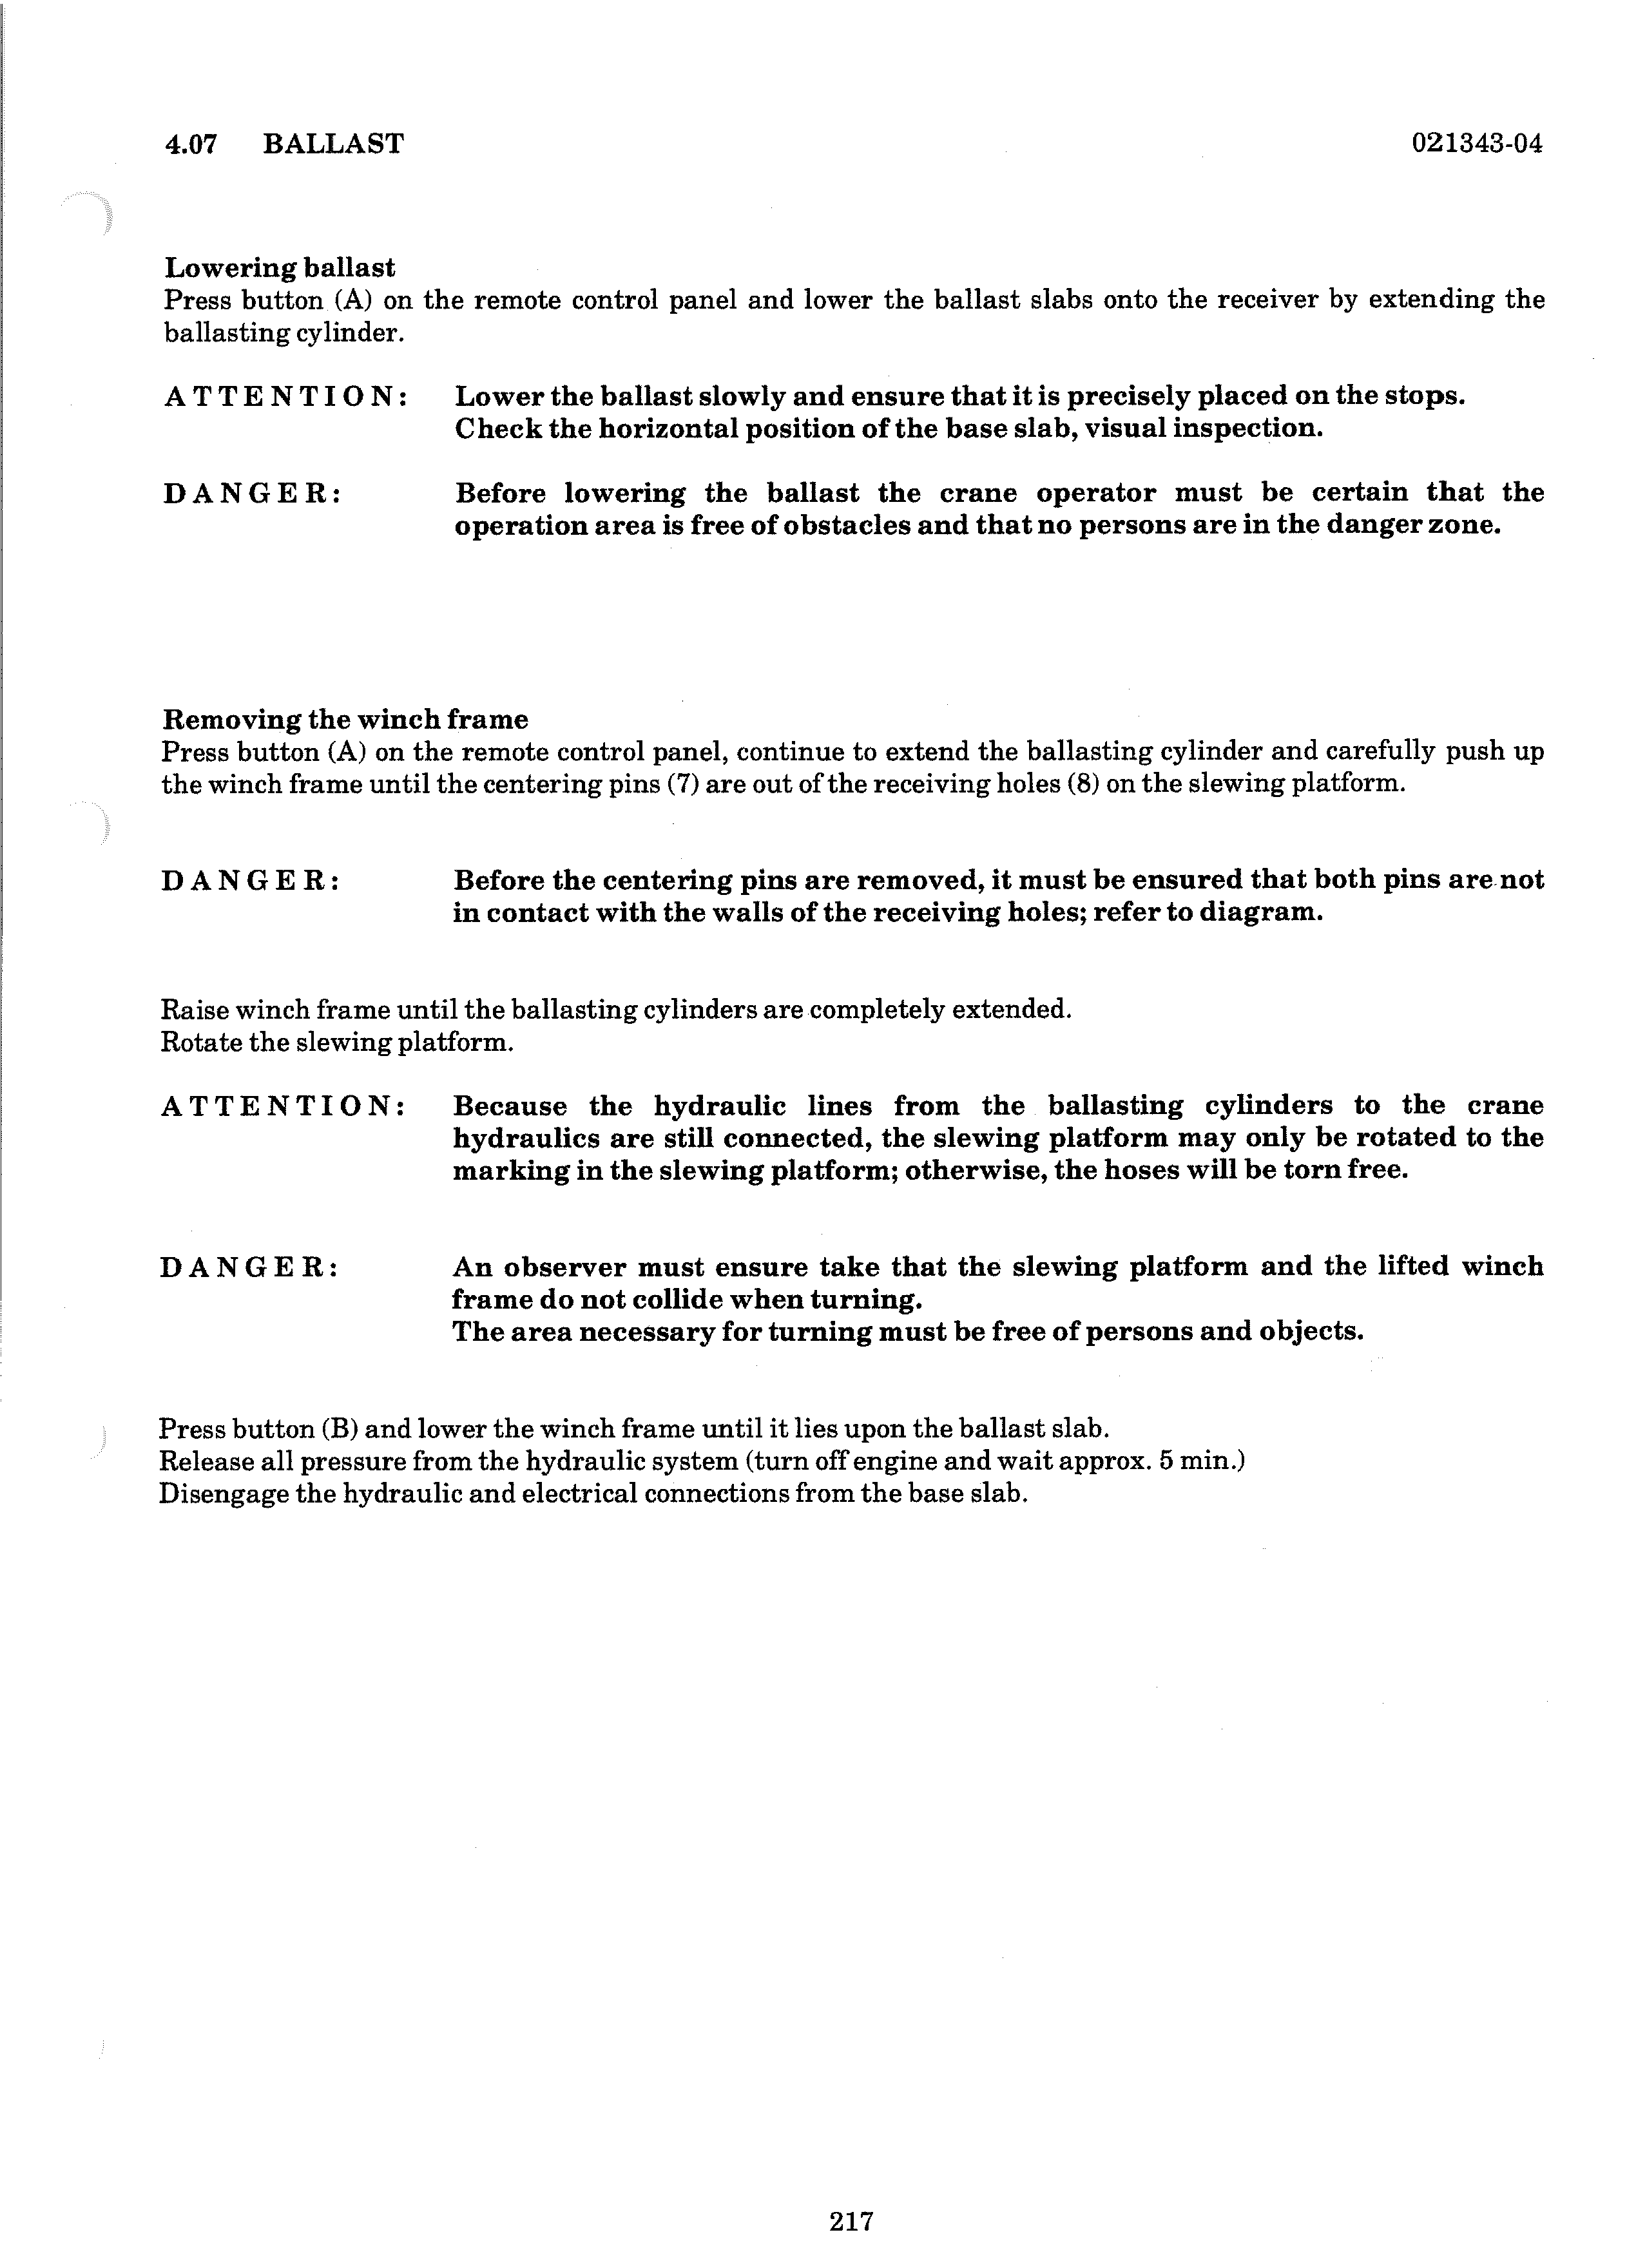 4.07 BALLAST 021343-04
Lowering ballast
Press button (A) on the remote control panel and lower the ballast slabs onto the receiver by extending the
ballasting cylinder.
ATTENTION: Lower the ballast slowly and ensure that it is precisely placed on the stops.
Check the horizontal position of the base slab, visual inspection.
DANGER: Before lowering the ballast the crane operator must be certain that the
operation area is free of obstacles and that no persons are in the danger zone.
Removing the winch frame
Press button (A) on the remote control panel, continue to extend the ballasting cylinder and carefully push up
the winch frame until the centering pins (7) are out of the receiving holes (8) on the slewing platform.
DANGER: Before the centering pins are removed, it must be ensured that both pins are not
in contact with the walls of the receiving holes; refer to diagram.
Raise winch frame until the ballasting cylinders are completely extended.
Rotate the slewing platform.
ATTENTION: Because the hydraulic lines from the ballasting cylinders to the crane
hydraulics are still connected, the slewing platform may only be rotated to the
marking in the slewing platform; otherwise, the hoses will be torn free.
DANGER: An observer must ensure take that the slewing platform and the lifted winch
frame do not collide when turning.
The area necessary for turning must be free of persons and objects.
Press button (B) and lower the winch frame until it lies upon the ballast slab.
Release all pressure from the hydraulic system (turn off engine and wait approx. 5 min.)
Disengage the hydraulic and electrical connections from the base slab.
217